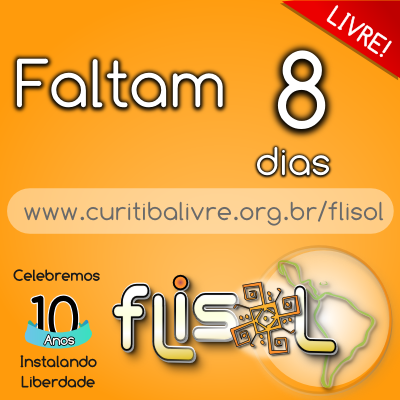 LIVRE!
Faltam 8
dias
www.curitibalivre.org.br/flisol
Celebremos
10
Anos
Instalando
Liberdade
fLISOL